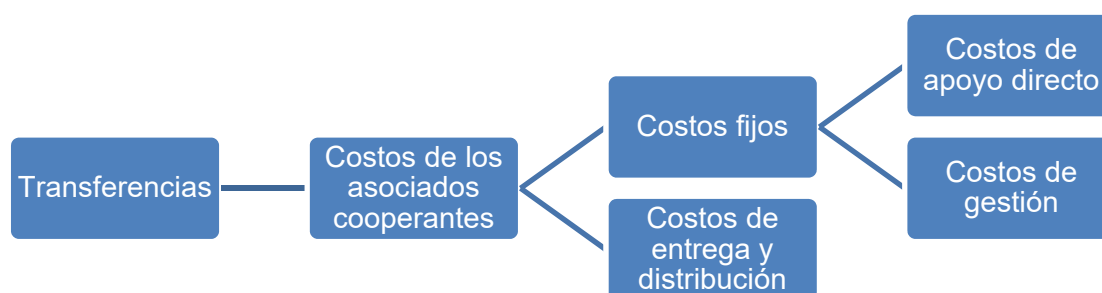 Transferencias
Costos de los
asociados
cooperantes
Costos fijos
Costos de
entrega y
distribución
Costos de
apoyo directo
Costos de
gestión